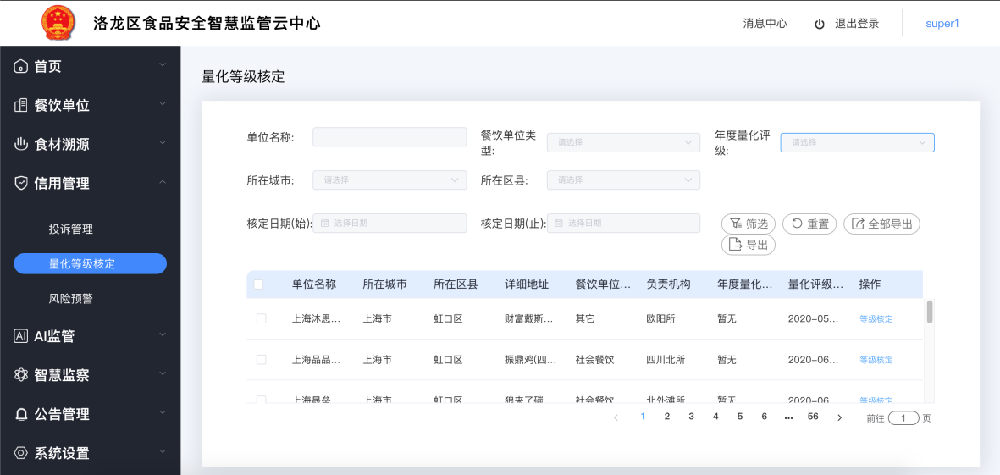 洛龙区食品安全智慧监管云中心
消息中心 退出登录 super1
首页
餐饮单位
食材溯源
信用管理
投诉管理
量化等级核定
风险预警
AI监管
智慧监察
公告管理
系统设置
量化等级核定
单位名称: 餐饮单位类型: 请选择 年度量化评级: 请选择
所在城市: 请选择 所在区县: 请选择
核定日期(始): 选择日期 核定日期(止): 选择日期 筛选 重置 全部导出
导出
单位名称 所在城市 所在区县 详细地址 餐饮单位... 负责机构 年度量化... 量化评级... 操作
上海沐思... 上海市 虹口区 财富戴斯... 其它 欧阳所 暂无 2020-05... 等级核定
上海品品... 上海市 虹口区 振鼎鸡(四... 社会餐饮 四川北所 暂无 2020-06... 等级核定
上海晟垒 上海市 虹口区 狼来了碳 社会餐饮 北外滩所 暂无 2020-06 等级核定
1 2 3 4 5 6 ... 56 前往 1 页